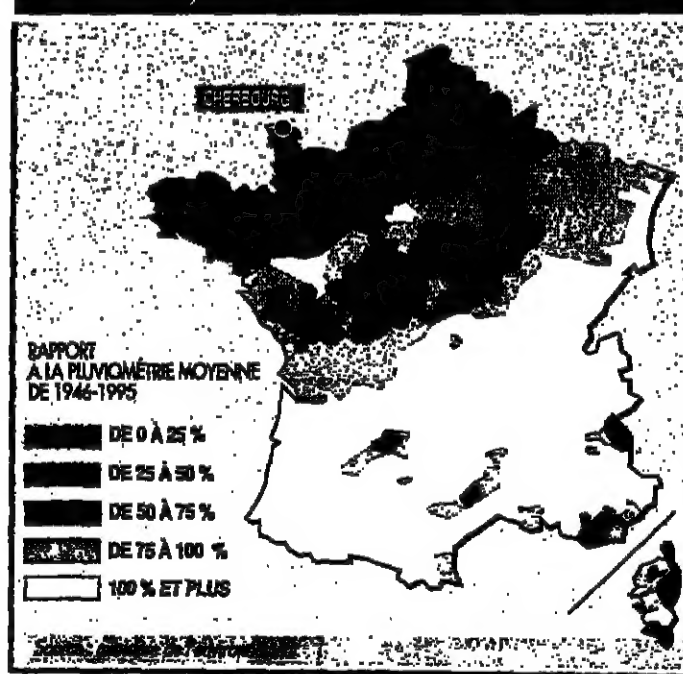 CHERBOURG
RAPPORT
A LA PLUVIOMÉTRIE MOYENNE
DE 1946-1995
DE 0 À 25 %
DE 25 À 50 %
DE 50 À 75 %
DE 75 À 100 %
100 % ET PLUS